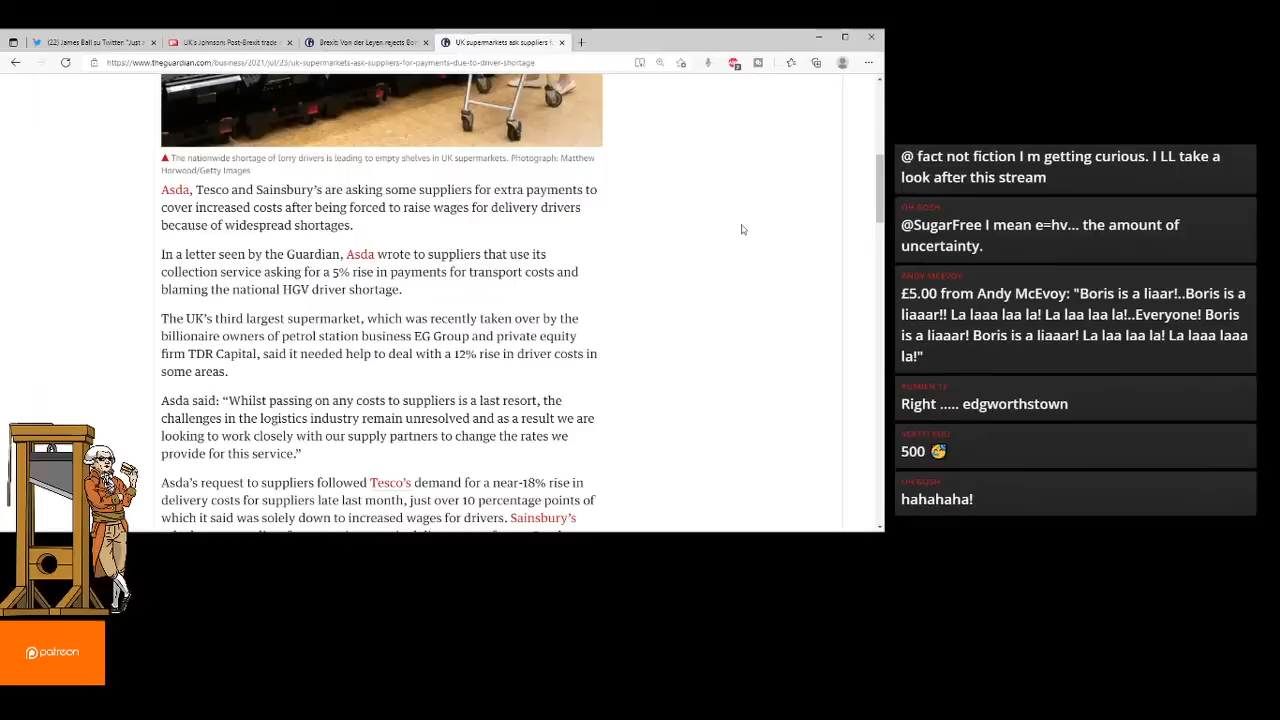 (22) James Ball su Twitter: "Just a
UK's Johnson: Post-Brexit trade
Brexit: Von der Leyen rejects Bor
UK supermarkets ask suppliers f
https://www.theguardian.com/business/2021/jul/23/uk-supermarkets-ask-suppliers-for-payments-due-to-driver-shortage
The nationwide shortage of lorry drivers is leading to empty shelves in UK supermarkets. Photograph: Matthew
Horwood/Getty Images
Asda, Tesco and Sainsbury's are asking some suppliers for extra payments to
cover increased costs after being forced to raise wages for delivery drivers
because of widespread shortages.
In a letter seen by the Guardian, Asda wrote to suppliers that use its
collection service asking for a 5% rise in payments for transport costs and
blaming the national HGV driver shortage.
The UK's third largest supermarket, which was recently taken over by the
billionaire owners of petrol station business EG Group and private equity
firm TDR Capital, said it needed help to deal with a 12% rise in driver costs in
some areas.
Asda said: “Whilst passing on any costs to suppliers is a last resort, the
challenges in the logistics industry remain unresolved and as a result we are
looking to work closely with our supply partners to change the rates we
provide for this service.”
Asda's request to suppliers followed Tesco's demand for a near-18% rise in
delivery costs for suppliers late last month, just over 10 percentage points of
which it said was solely down to increased wages for drivers. Sainsbury's
@ fact not fiction I m getting curious. I LL take a
look after this stream
OH GOSH
@SugarFree I mean e=hv... the amount of
uncertainty.
ANDY MCEVOY
£5.00 from Andy McEvoy: "Boris is a liaar!..Boris is a
liaaar!! La laaa laa la! La laa laa la!..Everyone! Boris
is a liaaar! Boris is a liaaar! La laa laa la! La laaa laaa
la!"
Right ..... edgworthstown
500
OH GOSH
hahahaha!
patreon